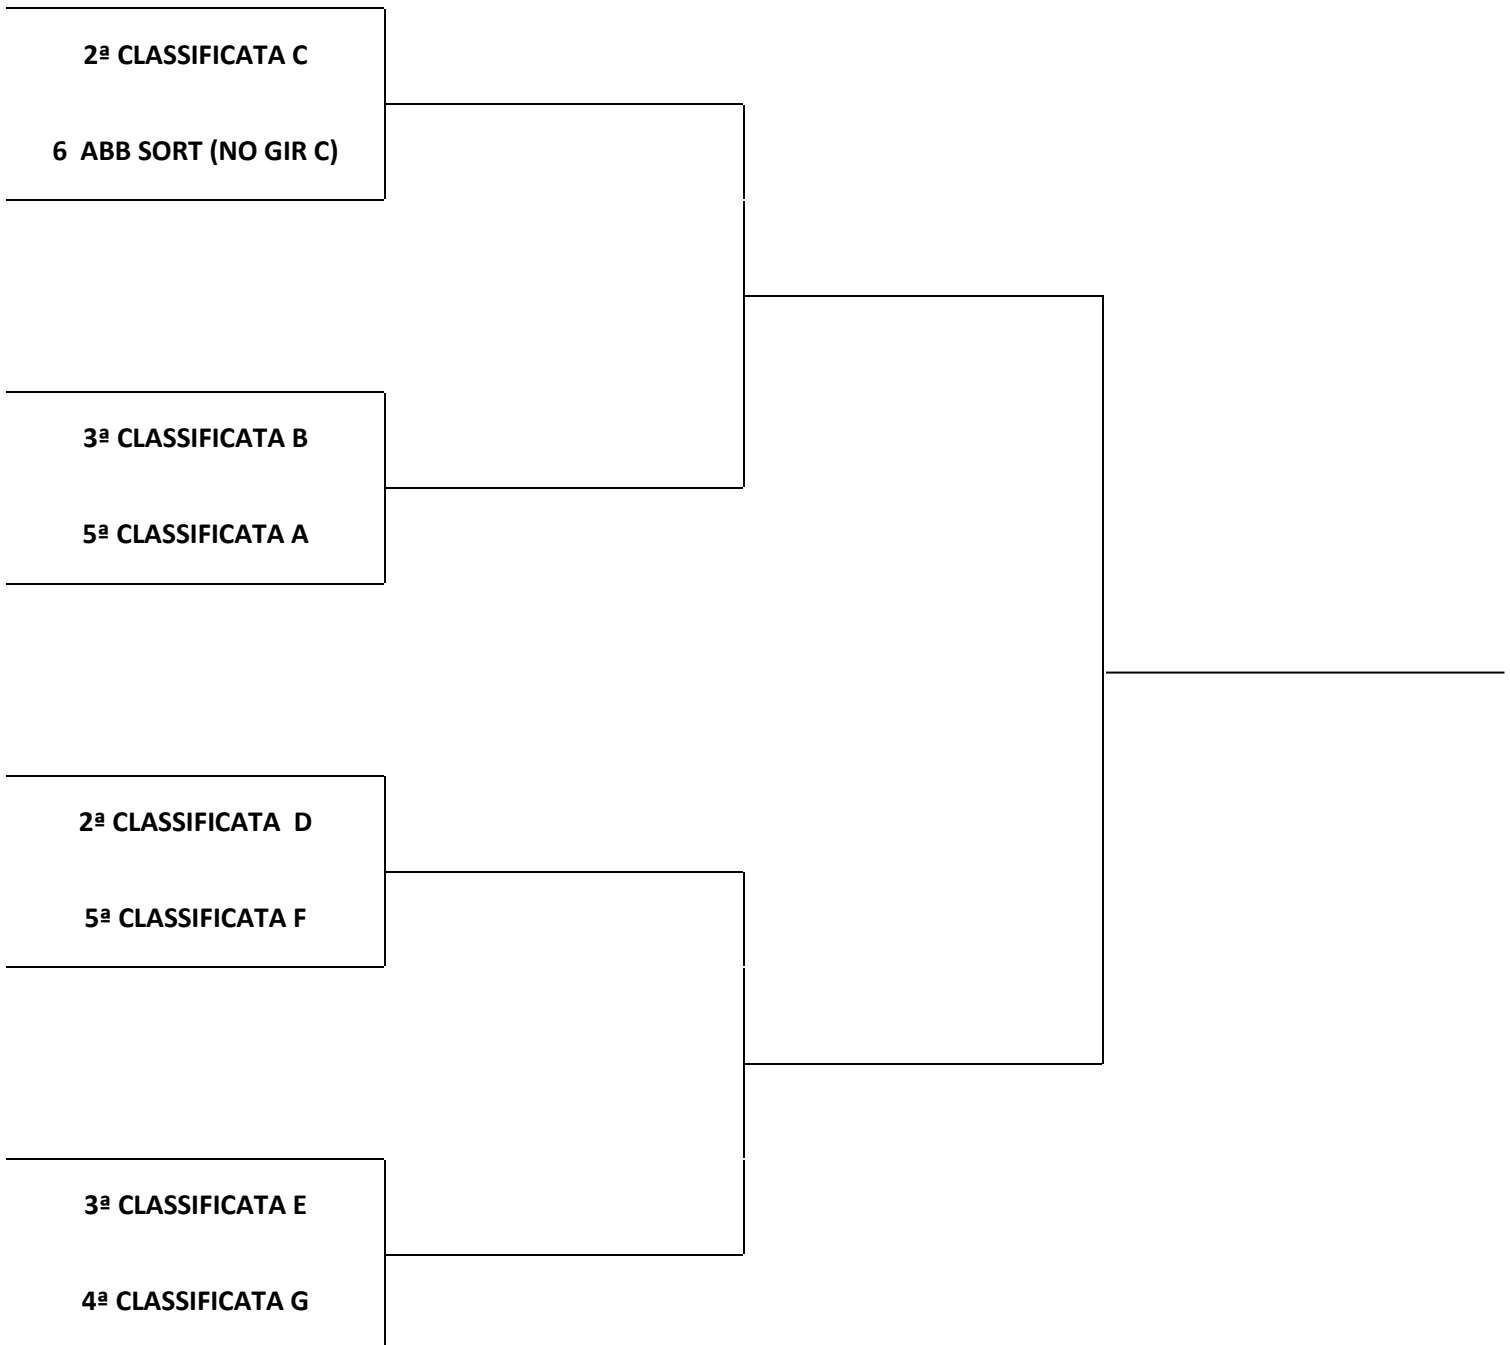 2ª CLASSIFICATA C
6 ABB SORT (NO GIR C)
3ª CLASSIFICATA B
5ª CLASSIFICATA A
2ª CLASSIFICATA D
5ª CLASSIFICATA F
3ª CLASSIFICATA E
4ª CLASSIFICATA G